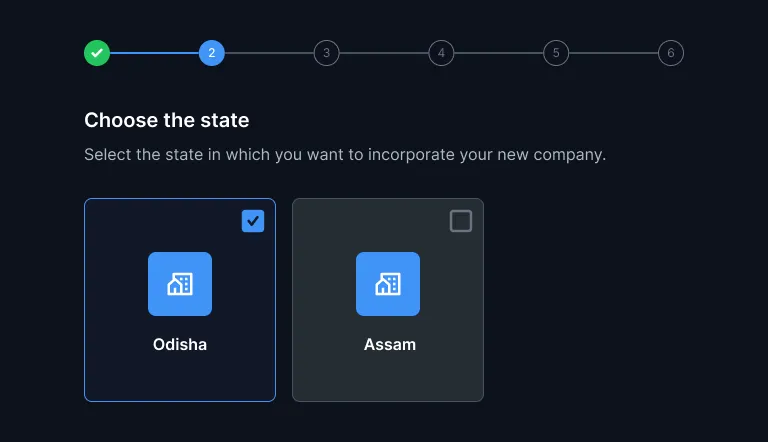 2 3 4 5 6
Choose the state
Select the state in which you want to incorporate your new company.
Odisha Assam